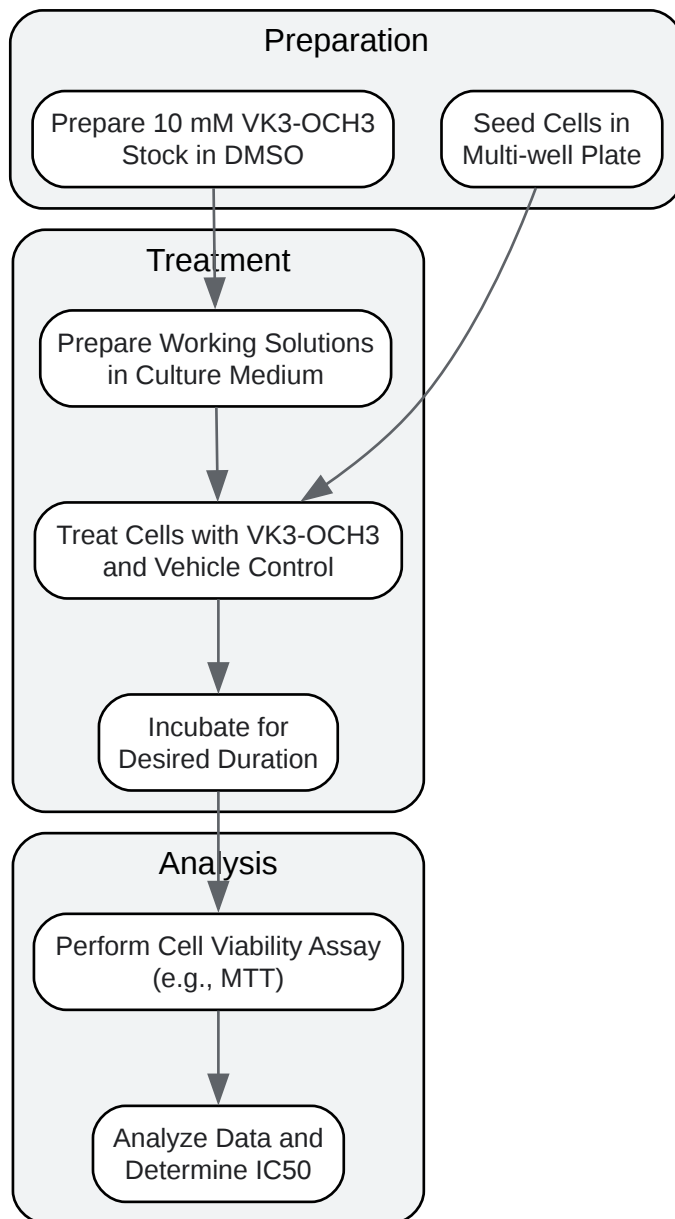 Preparation
Prepare 10 mM VK3-OCH3
Stock in DMSO
Seed Cells in
Multi-well Plate
Treatment
Prepare Working Solutions
in Culture Medium
Treat Cells with VK3-OCH3
and Vehicle Control
Incubate for
Desired Duration
Analysis
Perform Cell Viability Assay
(e.g., MTT)
Analyze Data and
Determine IC50